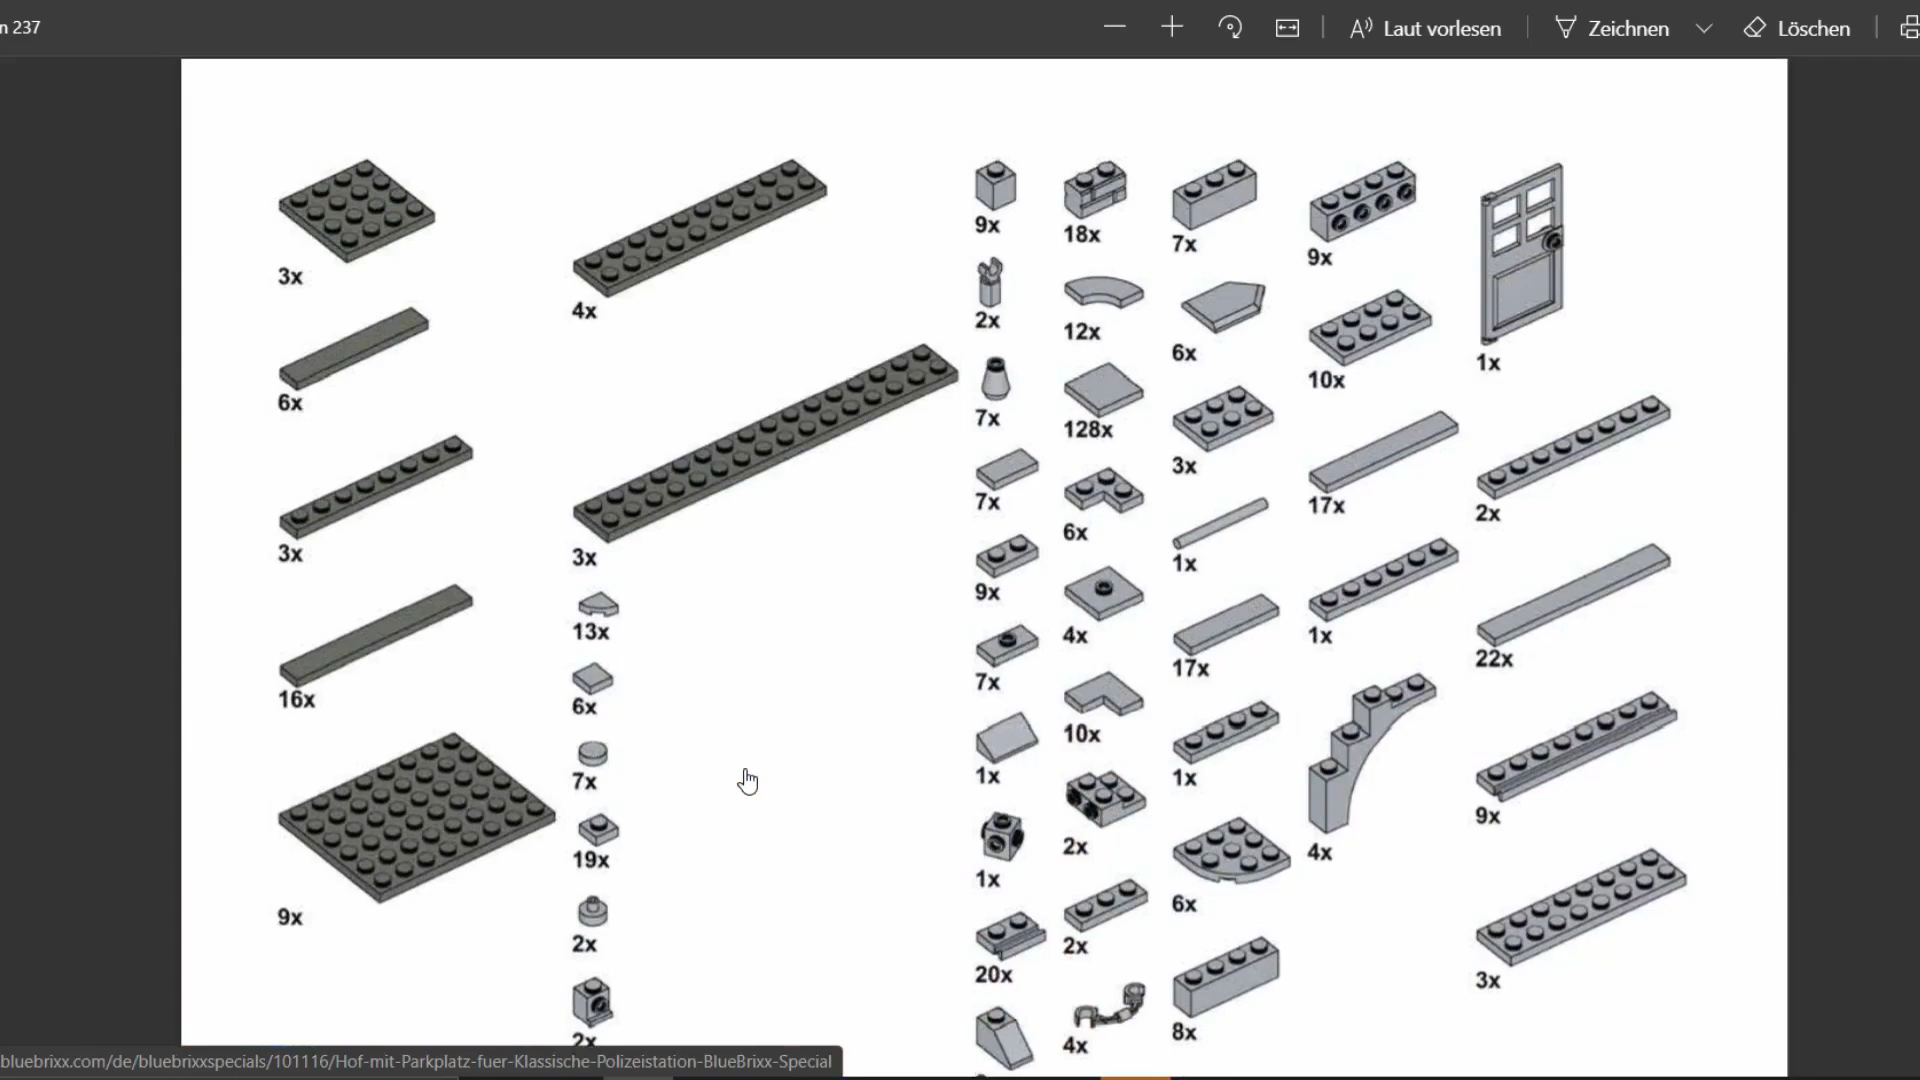 n 237
Laut vorlesen
Zeichnen
Löschen
3x
6x
3x
16x
9x
4x
3x
13x
6x
7x
19x
2x
2x
9x
2x
7x
7x
9x
7x
1x
1x
20x
18x
12x
128x
6x
4x
10x
2x
2x
4x
7x
6x
3x
1x
17x
1x
6x
8x
9x
10x
17x
1x
4x
1x
2x
22x
9x
3x
bluebrixx.com/de/bluebrixxspecials/101116/Hof-mit-Parkplatz-fuer-Klassische-Polizeistation-BlueBrixx-Special